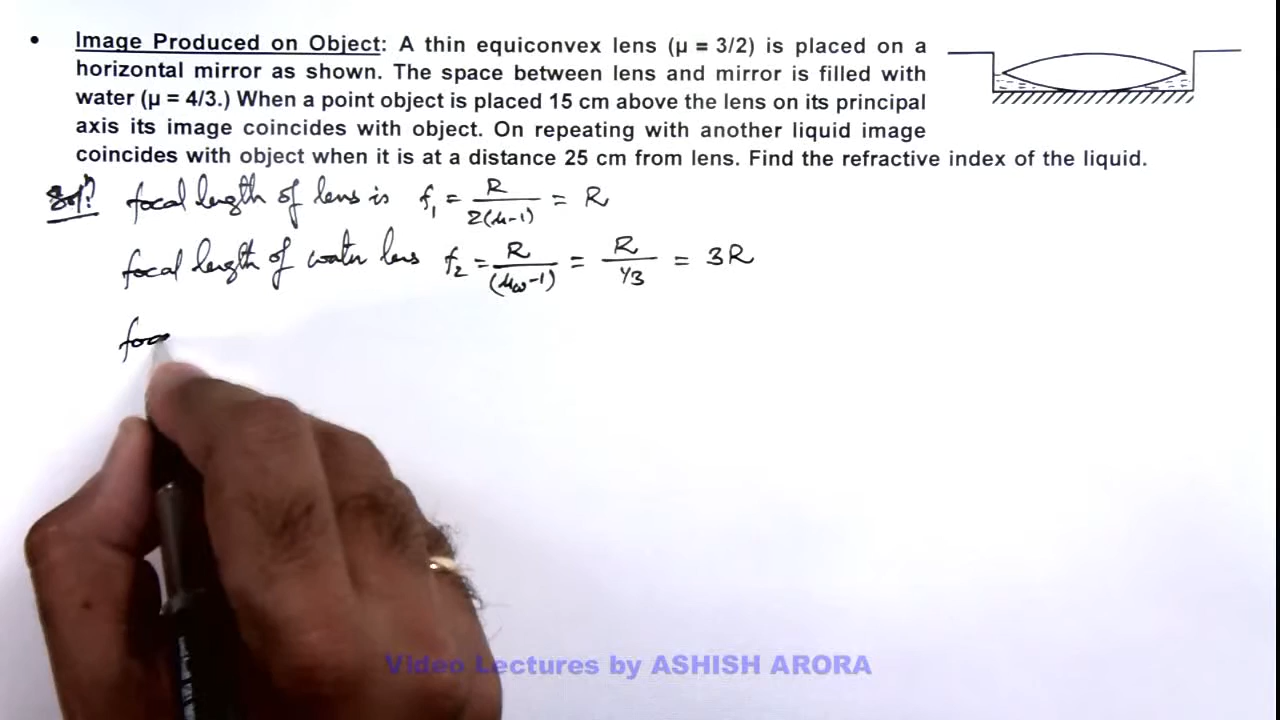 • Image Produced on Object: A thin equiconvex lens (μ = 3/2) is placed on a
horizontal mirror as shown. The space between lens and mirror is filled with
water (μ = 4/3.) When a point object is placed 15 cm above the lens on its principal
axis its image coincides with object. On repeating with another liquid image
coincides with object when it is at a distance 25 cm from lens. Find the refractive index of the liquid.
Solⁿ: focal length of lens is f₁ = R / 2(μ-1) = R
focal length of water lens f₂ = R / (μw-1) = R / 1/3 = 3R
foc
Video Lectures by ASHISH ARORA